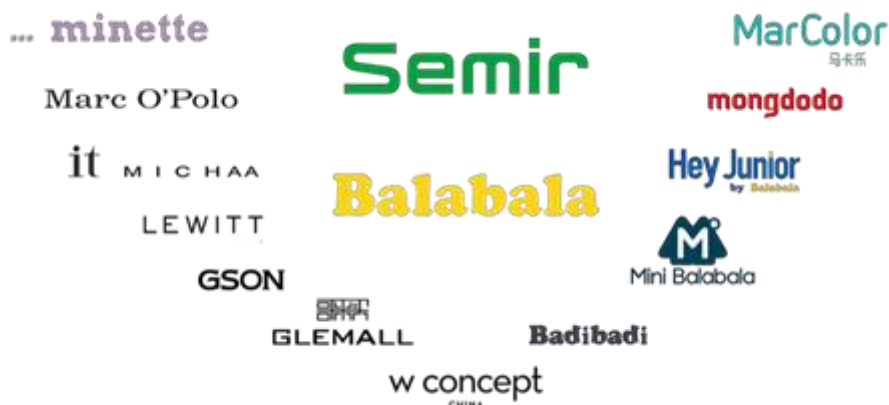 ... minette
Semir
MarColor
马卡乐
Marc O'Polo
mongdodo
it MICHAA
Hey Junior
by Balabala
Balabala
LEWITT
M
Mini Balabala
GSON
GLEMALL
Badibadi
w concept
CHINA